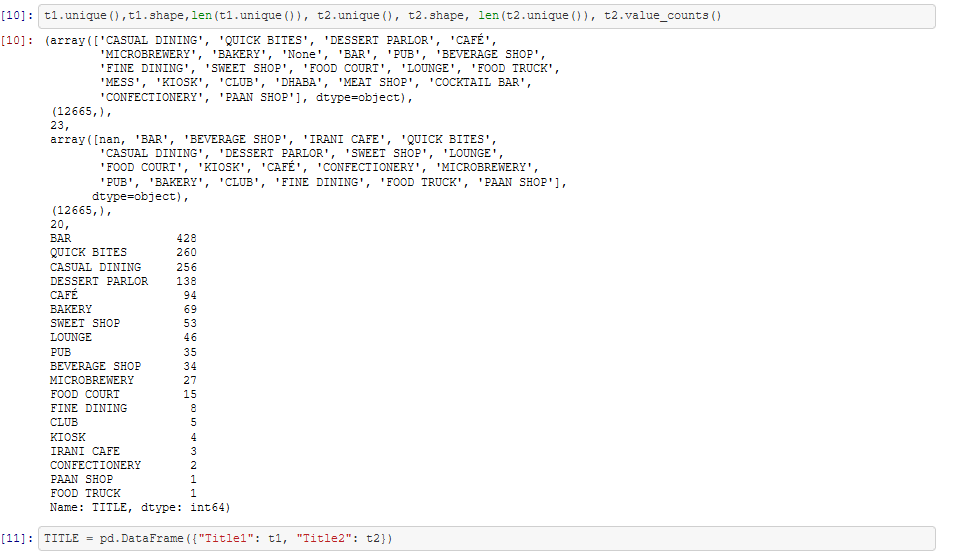 [10]: t1.unique(),t1.shape,len(t1.unique()), t2.unique(), t2.shape, len(t2.unique()), t2.value_counts()
[10]: (array(['CASUAL DINING', 'QUICK BITES', 'DESSERT PARLOR', 'CAFÉ',
'MICROBREWERY', 'BAKERY', 'None', 'BAR', 'PUB', 'BEVERAGE SHOP',
'FINE DINING', 'SWEET SHOP', 'FOOD COURT', 'LOUNGE', 'FOOD TRUCK',
'MESS', 'KIOSK', 'CLUB', 'DHABA', 'MEAT SHOP', 'COCKTAIL BAR',
'CONFECTIONERY', 'PAAN SHOP'], dtype=object),
(12665,),
23,
array([nan, 'BAR', 'BEVERAGE SHOP', 'IRANI CAFE', 'QUICK BITES',
'CASUAL DINING', 'DESSERT PARLOR', 'SWEET SHOP', 'LOUNGE',
'FOOD COURT', 'KIOSK', 'CAFÉ', 'CONFECTIONERY', 'MICROBREWERY',
'PUB', 'BAKERY', 'CLUB', 'FINE DINING', 'FOOD TRUCK', 'PAAN SHOP'],
dtype=object),
(12665,),
20,
BAR 428
QUICK BITES 260
CASUAL DINING 256
DESSERT PARLOR 138
CAFÉ 94
BAKERY 69
SWEET SHOP 53
LOUNGE 46
PUB 35
BEVERAGE SHOP 34
MICROBREWERY 27
FOOD COURT 15
FINE DINING 8
CLUB 5
KIOSK 4
IRANI CAFE 3
CONFECTIONERY 2
PAAN SHOP 1
FOOD TRUCK 1
Name: TITLE, dtype: int64)
[11]: TITLE = pd.DataFrame({"Title1": t1, "Title2": t2})